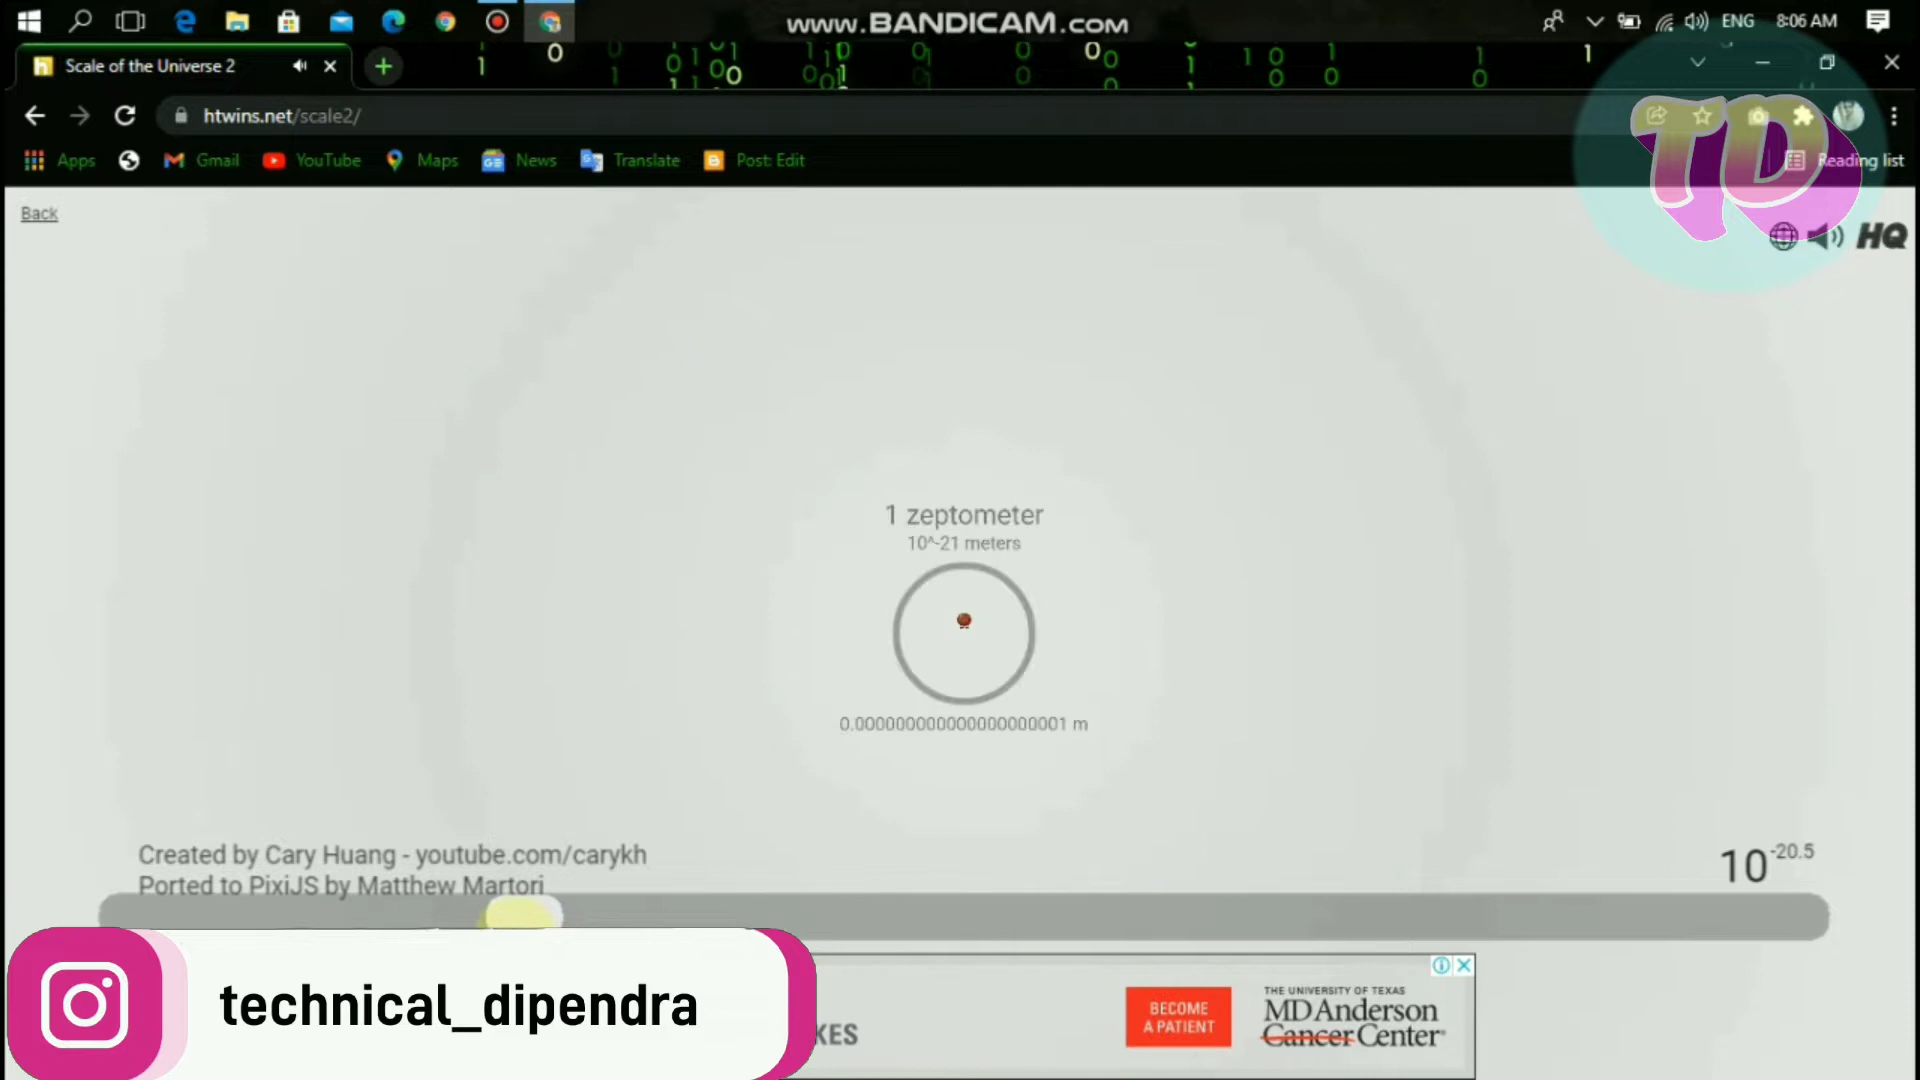 www.BANDICAM.com
ENG
8:06 AM
Scale of the Universe 2
htwins.net/scale2/
Apps
Gmail
YouTube
Maps
News
Translate
Post: Edit
Reading list
TD
Back
HQ
1 zeptometer
10^-21 meters
0.000000000000000000001 m
Created by Cary Huang - youtube.com/carykh
Ported to PixiJS by Matthew Martori
10-20.5
technical_dipendra
KES
BECOME
A PATIENT
THE UNIVERSITY OF TEXAS
MDAnderson
Cancer Center